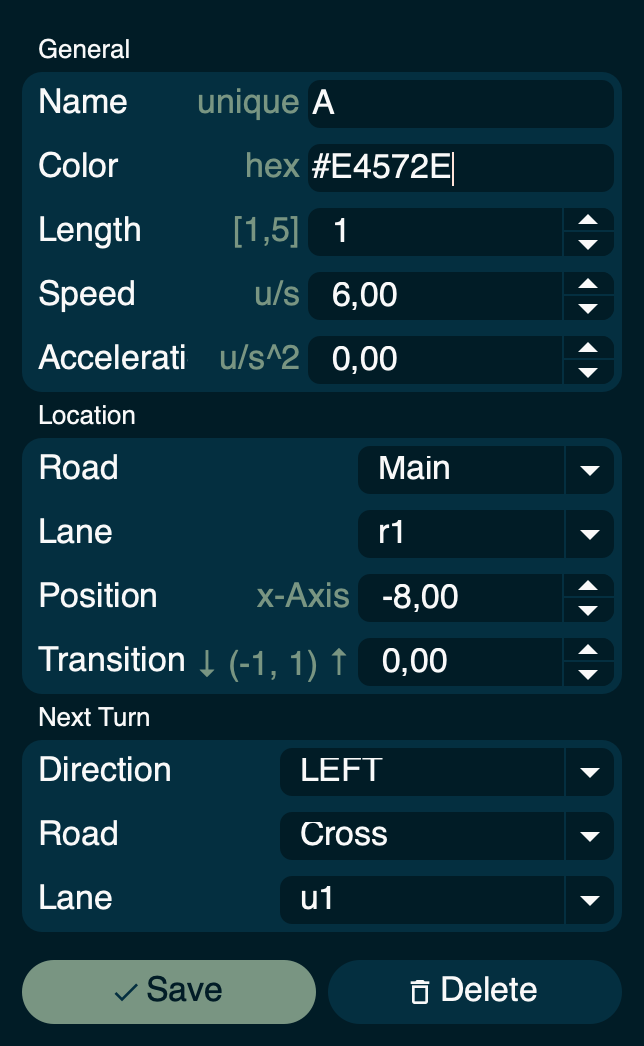 General
Name unique A
Color hex #E4572E
Length [1,5] 1
Speed u/s 6,00
Accelerati u/s^2 0,00
Location
Road Main
Lane r1
Position x-Axis -8,00
Transition ↓ (-1, 1) ↑ 0,00
Next Turn
Direction LEFT
Road Cross
Lane u1
Save Delete